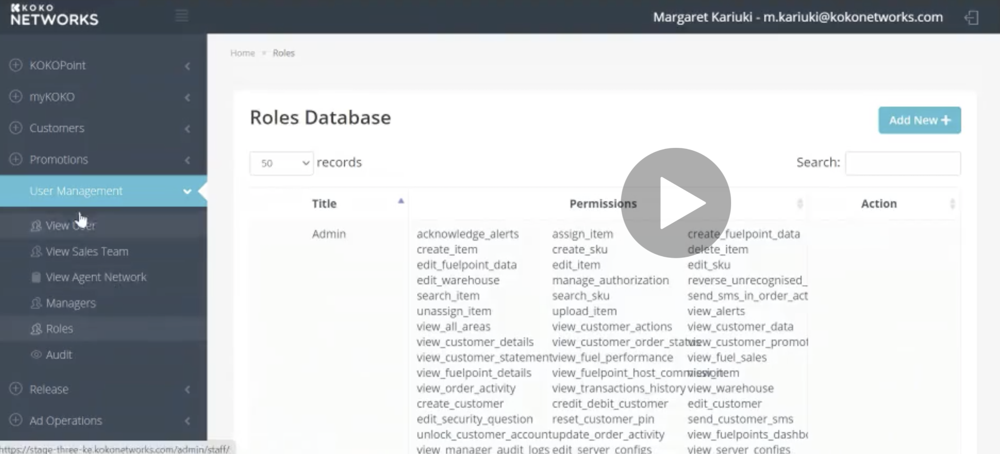 KOKO
NETWORKS
Margaret Kariuki - m.kariuki@kokonetworks.com
KOKOPoint
myKOKO
Customers
Promotions
User Management
View User
View Sales Team
View Agent Network
Managers
Roles
Audit
Release
Ad Operations
https://stage-three-ke.kokonetworks.com/admin/staff/
Home Roles
Roles Database
Add New +
50 records
Search:
Title Permissions Action
Admin acknowledge_alerts assign_item create_fuelpoint_data
create_item create_sku delete_item
edit_fuelpoint_data edit_item edit_sku
edit_warehouse manage_authorization reverse_unrecognised_
search_item search_sku send_sms_in_order_act
unassign_item upload_item view_alerts
view_all_areas view_customer_actions view_customer_data
view_customer_details view_customer_order_status view_customer_promot
view_customer_statement view_fuel_performance view_fuel_sales
view_fuelpoint_details view_fuelpoint_host_commission view_item
view_order_activity view_transactions_history view_warehouse
create_customer credit_debit_customer edit_customer
edit_security_question reset_customer_pin send_customer_sms
unlock_customer_account update_order_activity view_fuelpoints_dashbo
view_manager_audit_logs edit_server_configs view_server_configs